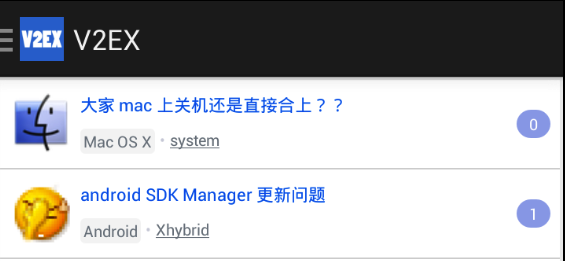 V2EX V2EX
大家 mac 上关机还是直接合上？？
0
Mac OS X • system
android SDK Manager 更新问题
1
Android • Xhybrid